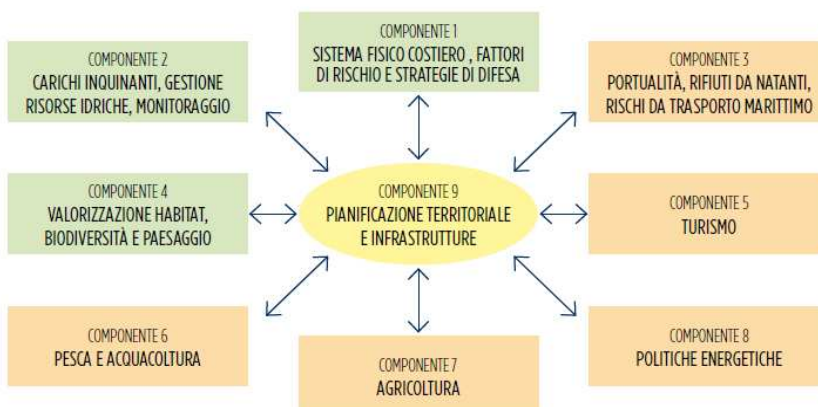 COMPONENTE 1
SISTEMA FISICO COSTIERO , FATTORI
DI RISCHIO E STRATEGIE DI DIFESA
COMPONENTE 2
CARICHI INQUINANTI, GESTIONE
RISORSE IDRICHE, MONITORAGGIO
COMPONENTE 3
PORTUALITÀ, RIFIUTI DA NATANTI,
RISCHI DA TRASPORTO MARITTIMO
COMPONENTE 4
VALORIZZAZIONE HABITAT,
BIODIVERSITÀ E PAESAGGIO
COMPONENTE 9
PIANIFICAZIONE TERRITORIALE
E INFRASTRUTTURE
COMPONENTE 5
TURISMO
COMPONENTE 6
PESCA E ACQUACOLTURA
COMPONENTE 7
AGRICOLTURA
COMPONENTE 8
POLITICHE ENERGETICHE